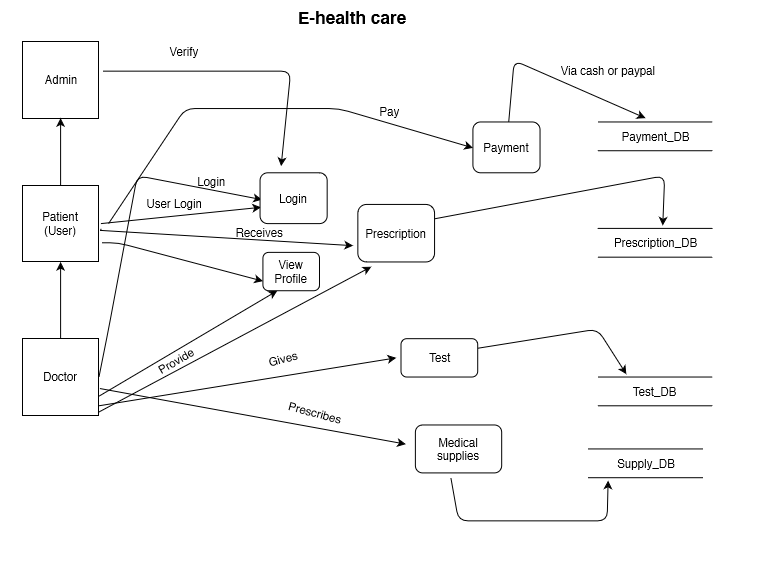 E-health care
Verify
Admin
Via cash or paypal
Pay
Payment
Payment_DB
Login
User Login
Login
Patient
(User)
Receives
Prescription
Prescription_DB
View
Profile
Provide
Gives
Test
Doctor
Test_DB
Prescribes
Medical
supplies
Supply_DB